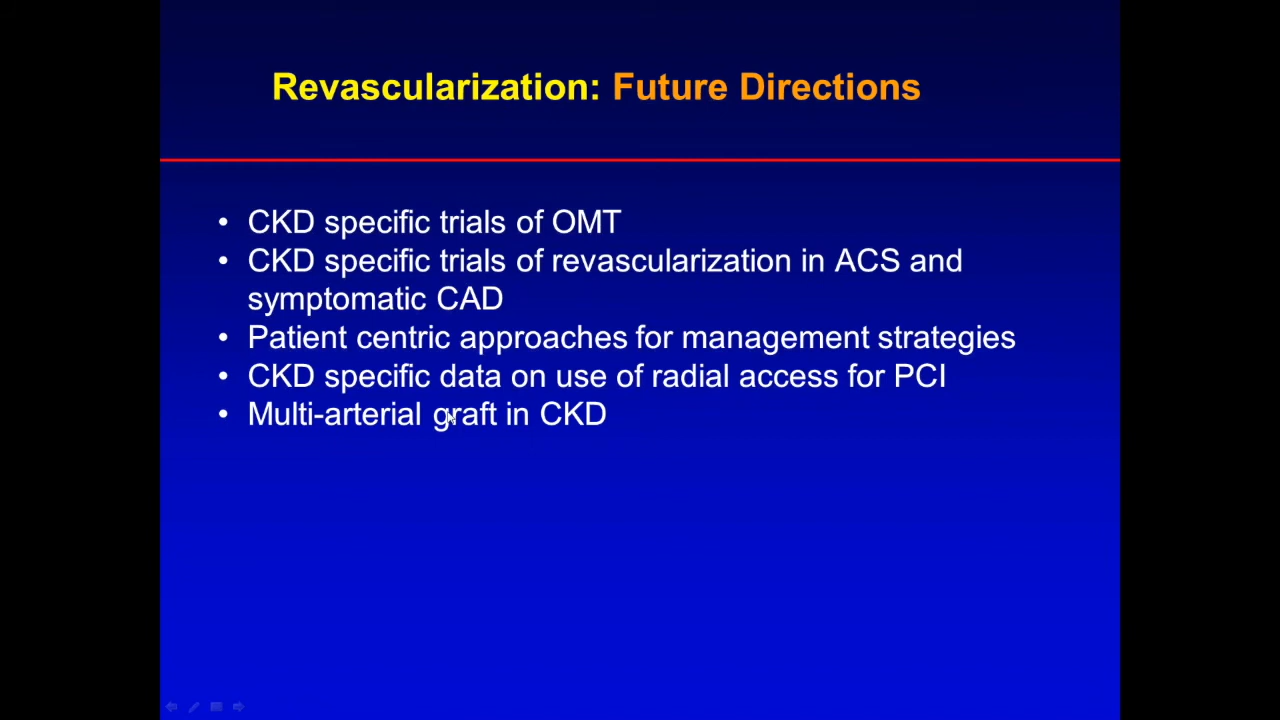 Revascularization: Future Directions
• CKD specific trials of OMT
• CKD specific trials of revascularization in ACS and
symptomatic CAD
• Patient centric approaches for management strategies
• CKD specific data on use of radial access for PCI
• Multi-arterial graft in CKD